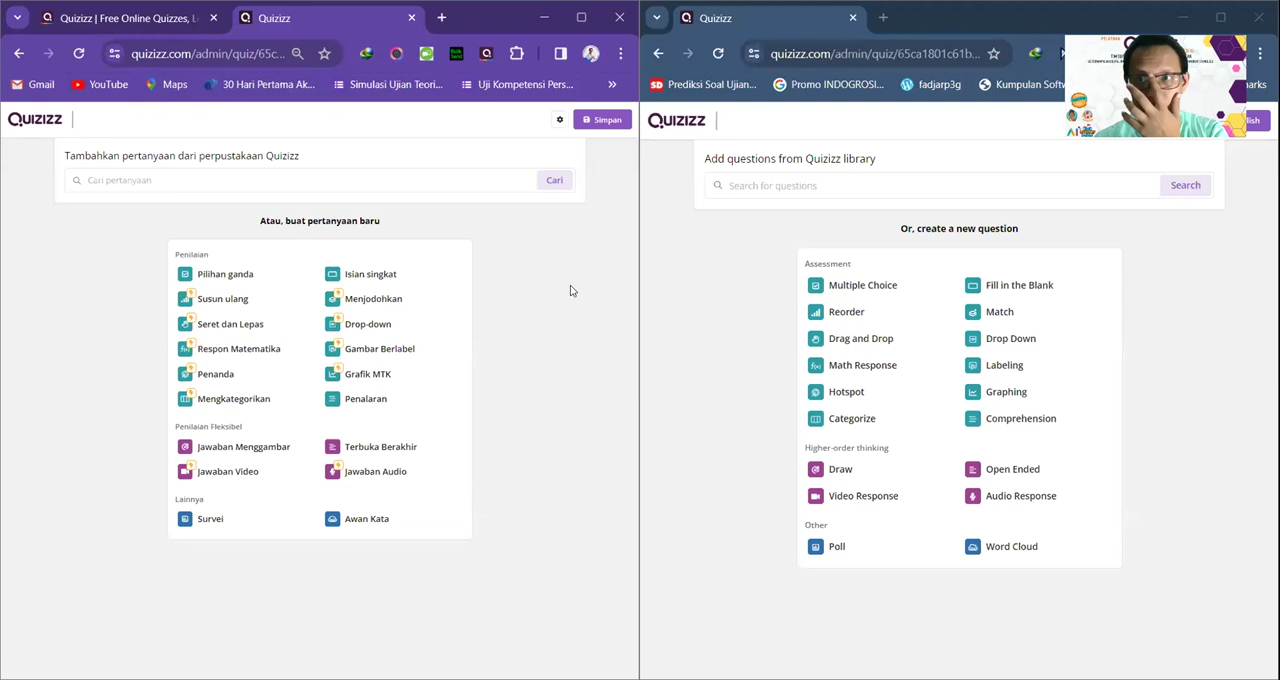 Quizizz | Free Online Quizzes, L
Quizizz
quizizz.com/admin/quiz/65c...
Gmail
YouTube
Maps
30 Hari Pertama Ak...
Simulasi Ujian Teori...
Uji Kompetensi Pers...
Quizizz
Simpan
Tambahkan pertanyaan dari perpustakaan Quizizz
Cari pertanyaan
Cari
Atau, buat pertanyaan baru
Penilaian
Pilihan ganda
Isian singkat
Susun ulang
Menjodohkan
Seret dan Lepas
Drop-down
Respon Matematika
Gambar Berlabel
Penanda
Grafik MTK
Mengkategorikan
Penalaran
Penilaian Fleksibel
Jawaban Menggambar
Terbuka Berakhir
Jawaban Video
Jawaban Audio
Lainnya
Survei
Awan Kata
Quizizz
quizizz.com/admin/quiz/65ca1801c61b...
Prediksi Soal Ujian...
Promo INDOGROSI...
fadjarp3g
Kumpulan Softw
arks
Quizizz
lish
Add questions from Quizizz library
Search for questions
Search
Or, create a new question
Assessment
Multiple Choice
Fill in the Blank
Reorder
Match
Drag and Drop
Drop Down
Math Response
Labeling
Hotspot
Graphing
Categorize
Comprehension
Higher-order thinking
Draw
Open Ended
Video Response
Audio Response
Other
Poll
Word Cloud